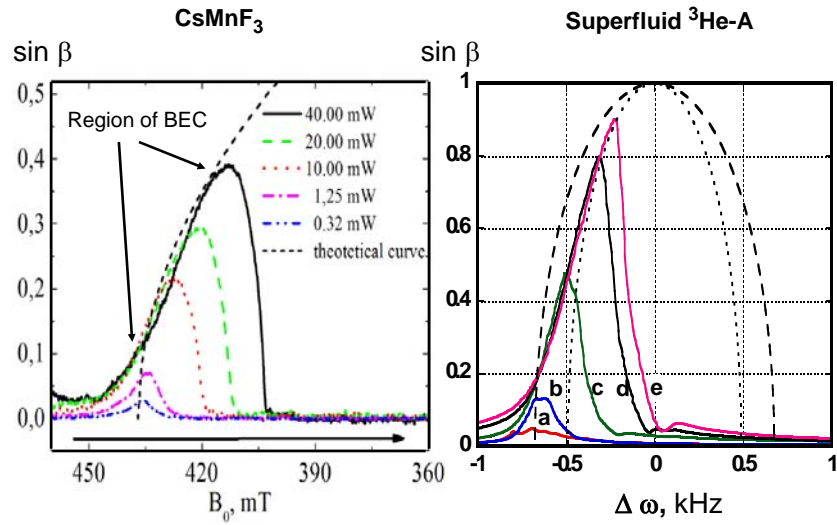 CsMnF3
sin β
0,5
0,4
0,3
0,2
0,1
0,0
Region of BEC
40.00 mW
20.00 mW
10.00 mW
1,25 mW
0.32 mW
theotetical curve.
450
420
390
360
B0, mT
Superfluid 3He-A
sin β
1
0.8
0.6
0.4
0.2
0
a
b
c
d
e
-1
-0.5
0
0.5
1
Δ ω, kHz